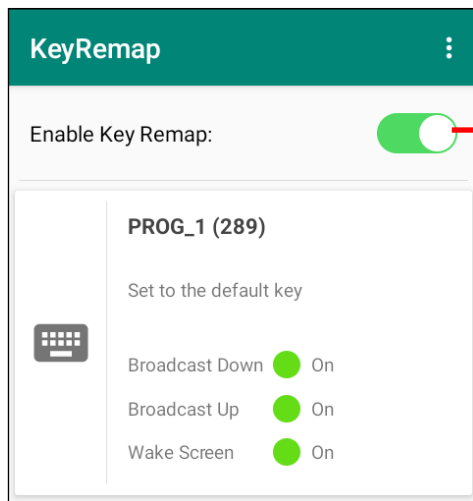 KeyRemap
Enable Key Remap:
PROG_1 (289)
Set to the default key
Broadcast Down On
Broadcast Up On
Wake Screen On